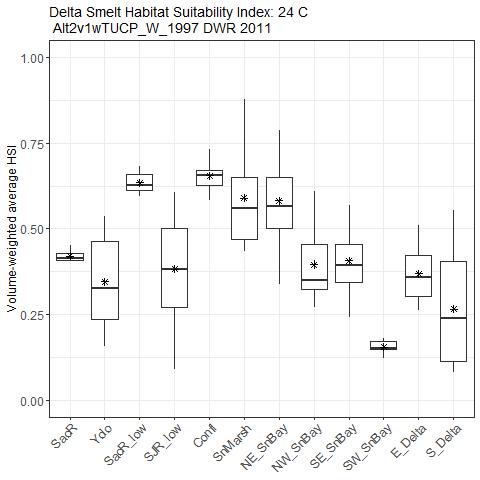 Delta Smelt Habitat Suitability Index: 24 C
Alt2v1wTUCP_W_1997 DWR 2011
Volume-weighted average HSI
1.00
0.75
0.50
0.25
0.00
SacR
Yolo
SacR_low
SJR_low
Confl
SnMarsh
NE_SnBay
NW_SnBay
SE_SnBay
SW_SnBay
E_Delta
S_Delta